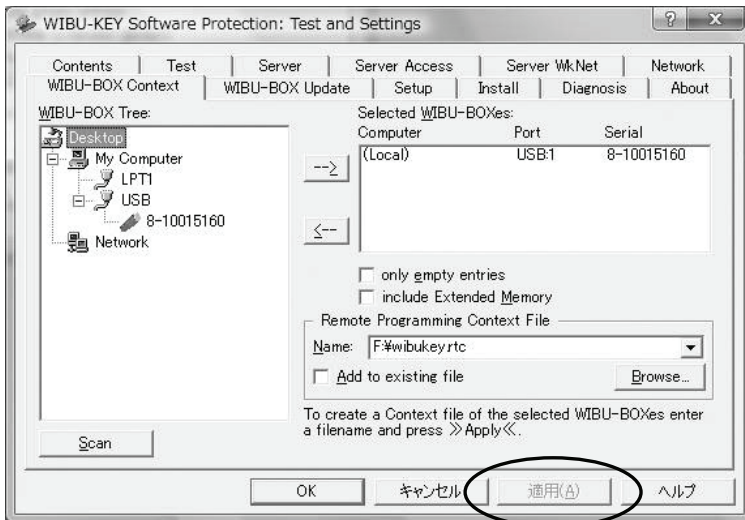 WIBU-KEY Software Protection: Test and Settings
Contents Test Server Server Access Server WkNet Network
WIBU-BOX Context WIBU-BOX Update Setup Install Diagnosis About
WIBU-BOX Tree:
Desktop
My Computer
LPT1
USB
8-10015160
Network
Scan
-->
<--
Selected WIBU-BOXes:
Computer Port Serial
(Local) USB:1 8-10015160
only empty entries
include Extended Memory
Remote Programming Context File
Name: F:¥wibukey.rtc
Add to existing file Browse...
To create a Context file of the selected WIBU-BOXes enter
a filename and press ≫Apply≪.
OK キャンセル 適用(A) ヘルプ